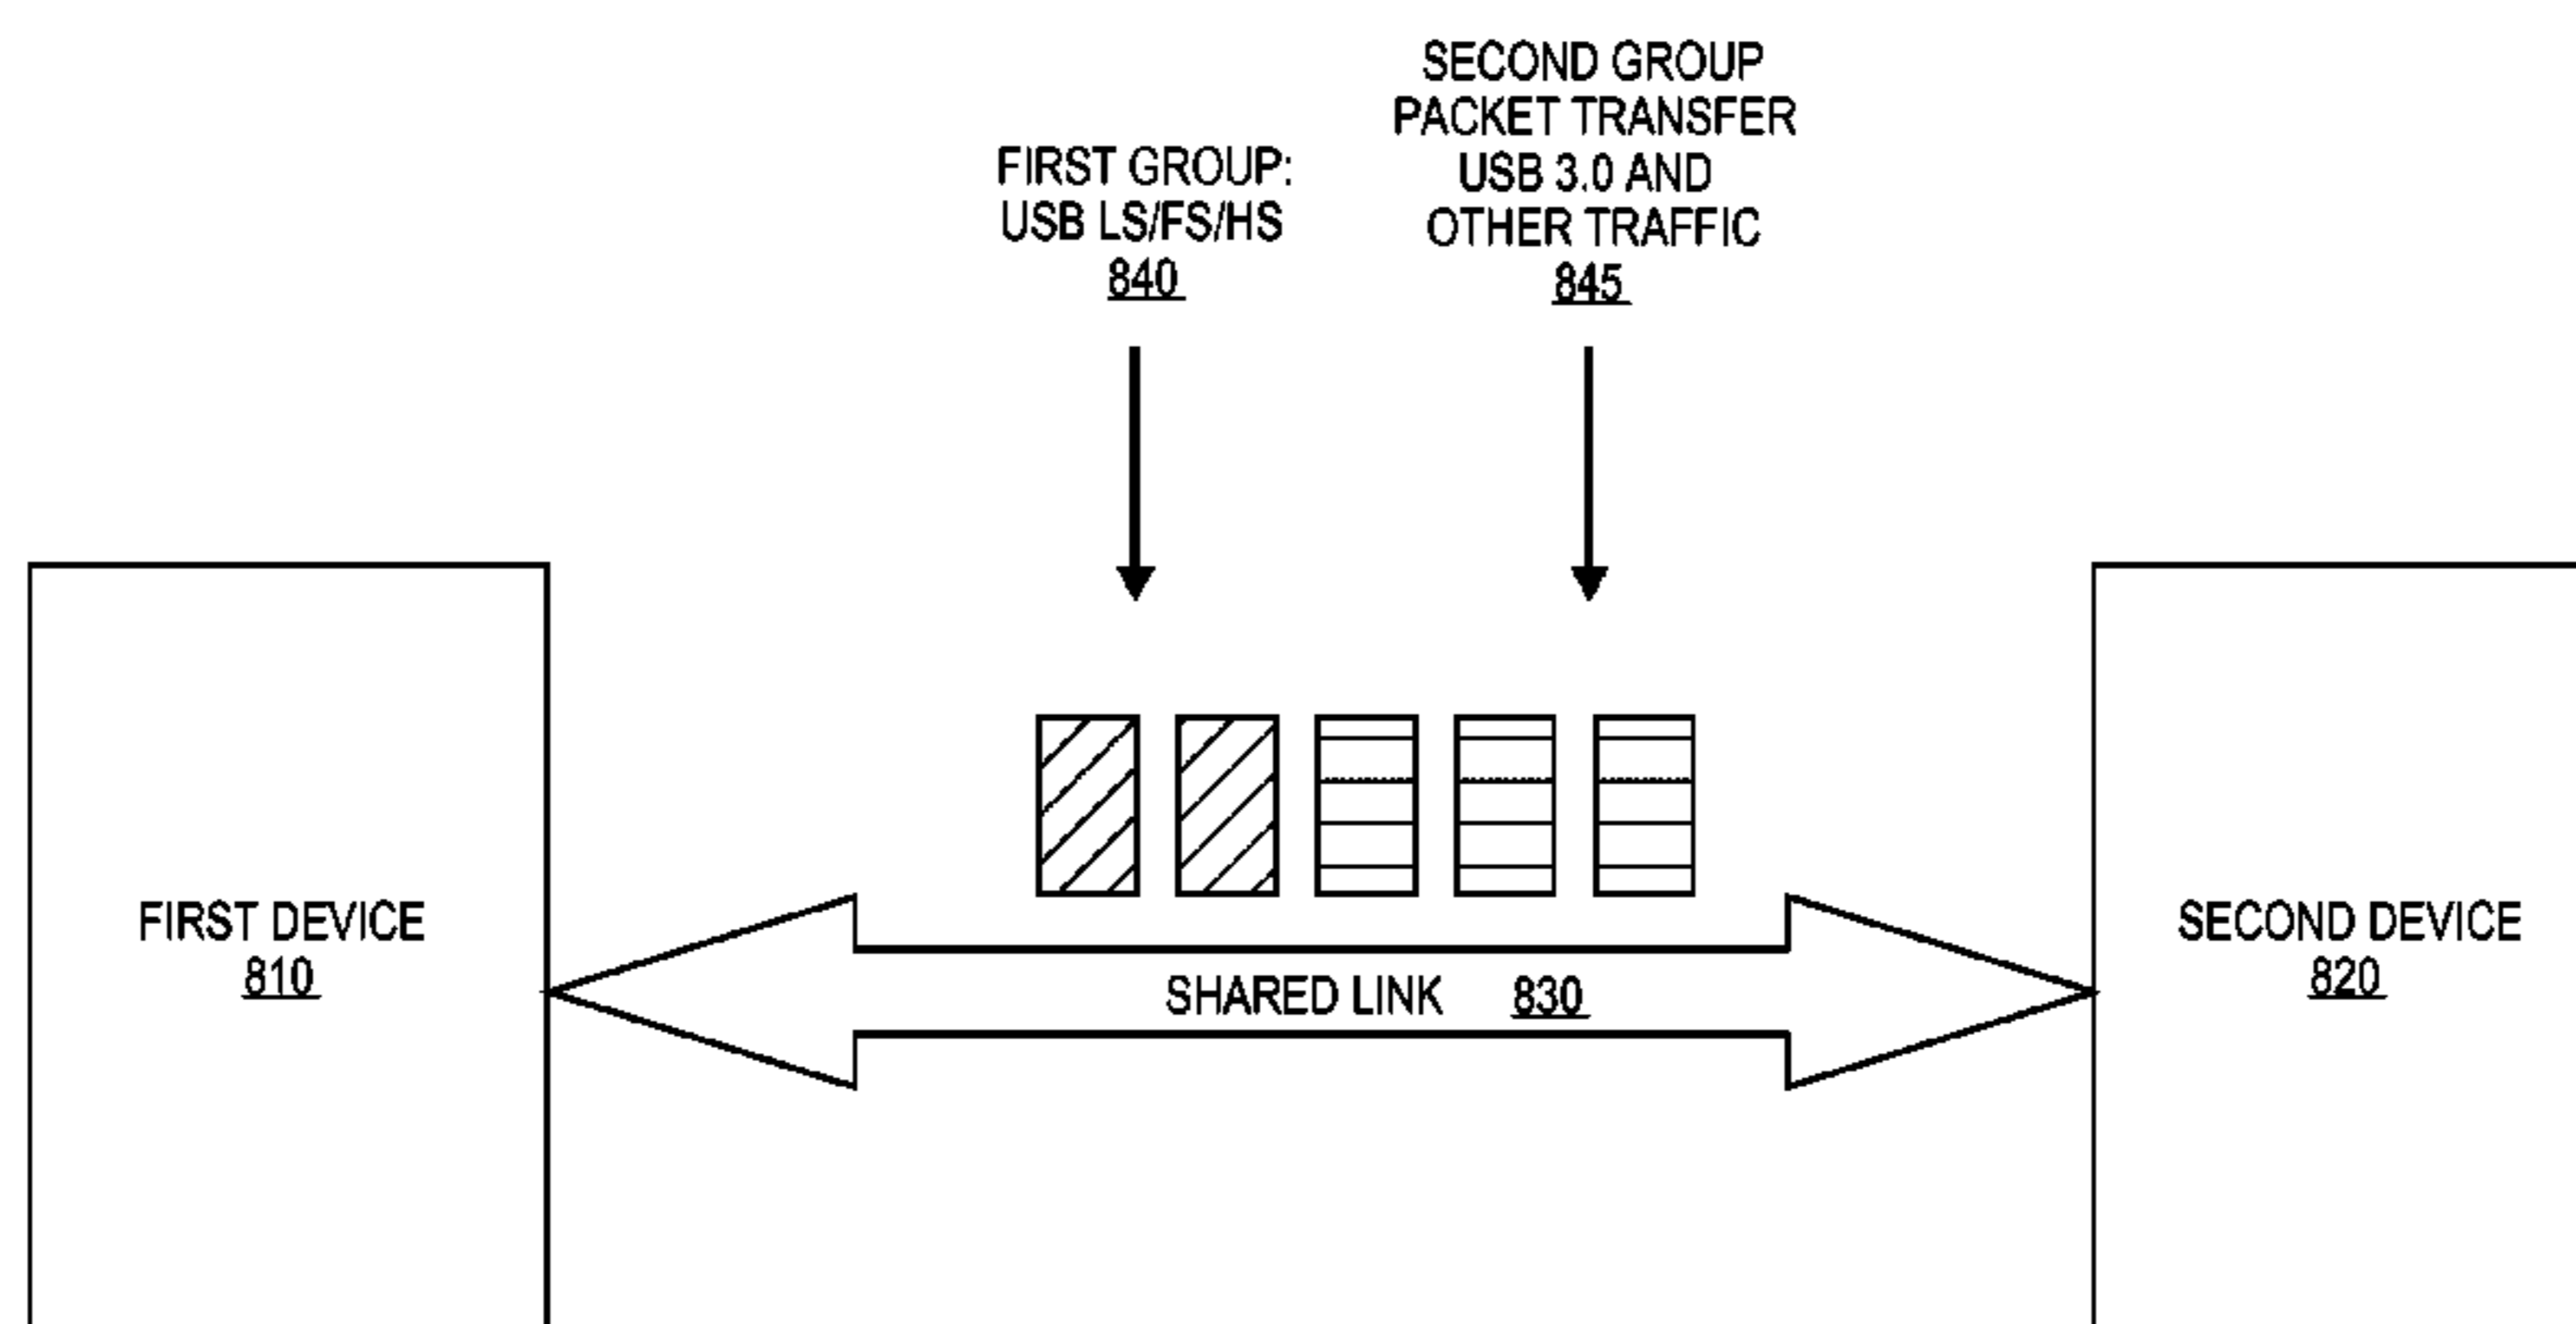 SECOND GROUP
PACKET TRANSFER
USB 3.0 AND
OTHER TRAFFIC
845
FIRST GROUP:
USB LS/FS/HS
840
FIRST DEVICE
810
SHARED LINK 830
SECOND DEVICE
820